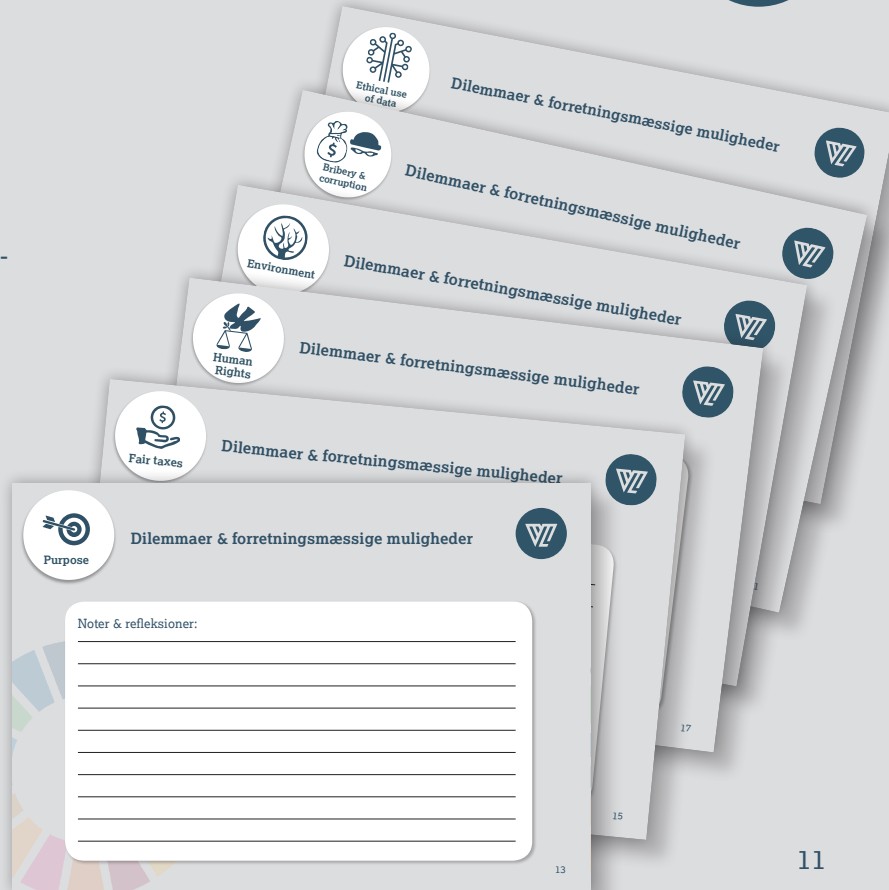 Ethical use
of data
Dilemmaer & forretningsmæssige muligheder
Bribery &
corruption
Dilemmaer & forretningsmæssige muligheder
Environment
Dilemmaer & forretningsmæssige muligheder
Human
Rights
Dilemmaer & forretningsmæssige muligheder
Fair taxes
Dilemmaer & forretningsmæssige muligheder
Purpose
Dilemmaer & forretningsmæssige muligheder
Noter & refleksioner:
17
15
13
11